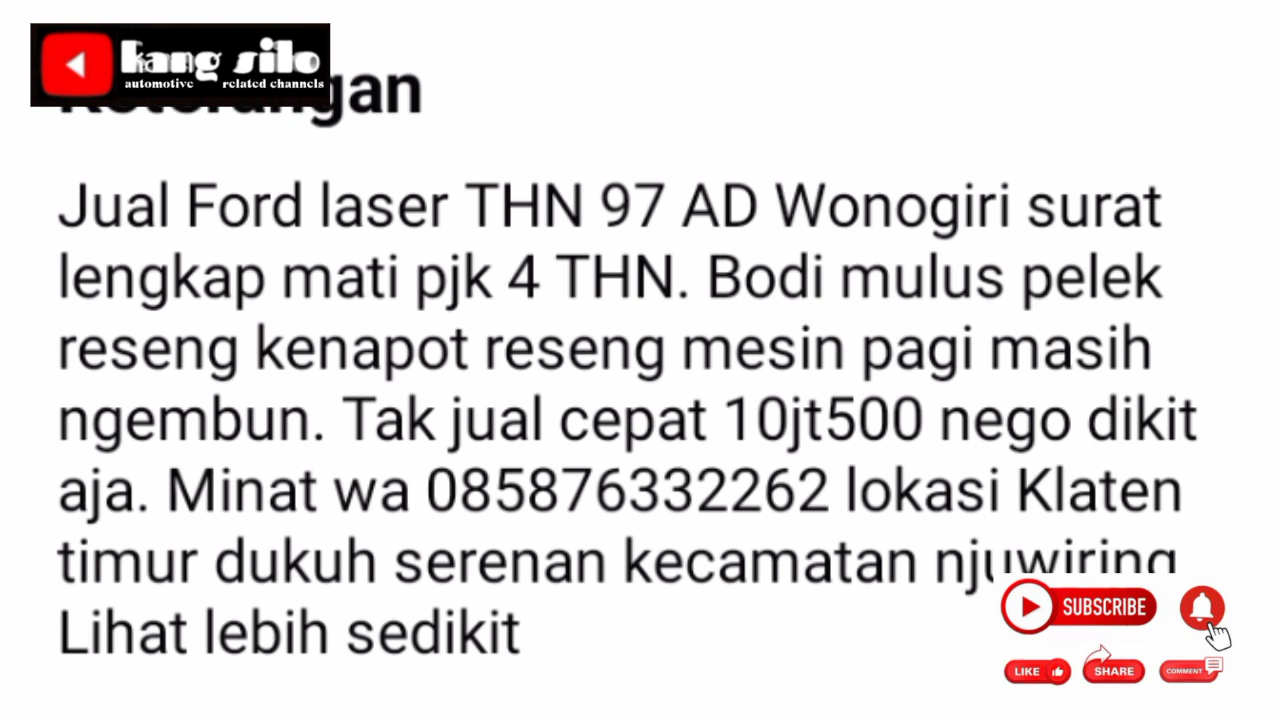 kang silo
automotive related channels
Keterangan
Jual Ford laser THN 97 AD Wonogiri surat
lengkap mati pjk 4 THN. Bodi mulus pelek
reseng kenapot reseng mesin pagi masih
ngembun. Tak jual cepat 10jt500 nego dikit
aja. Minat wa 085876332262 lokasi Klaten
timur dukuh serenan kecamatan njuwiring
Lihat lebih sedikit
SUBSCRIBE
LIKE SHARE COMMENT